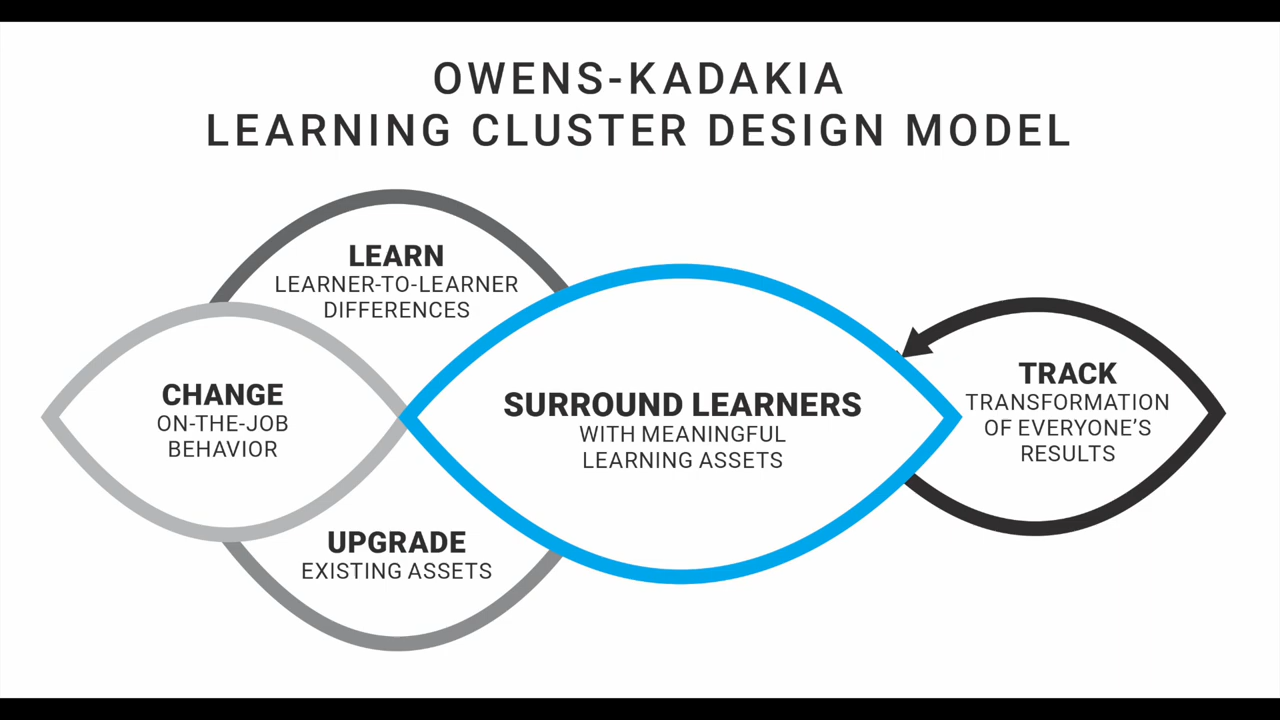 OWENS-KADAKIA
LEARNING CLUSTER DESIGN MODEL
LEARN
LEARNER-TO-LEARNER
DIFFERENCES
CHANGE
ON-THE-JOB
BEHAVIOR
SURROUND LEARNERS
WITH MEANINGFUL
LEARNING ASSETS
TRACK
TRANSFORMATION
OF EVERYONE'S
RESULTS
UPGRADE
EXISTING ASSETS